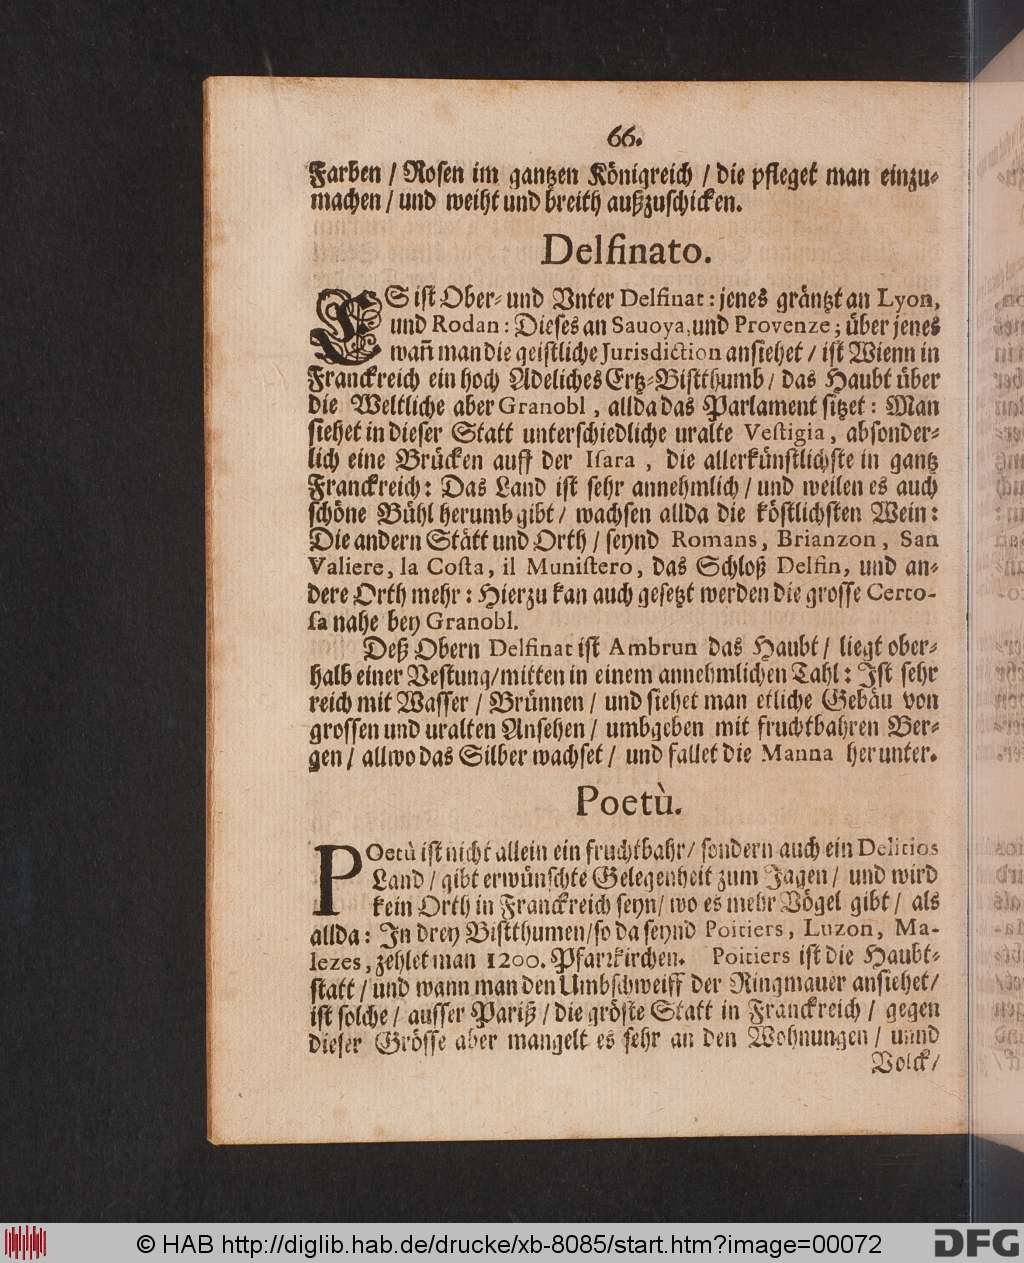 66.
Farben / Rosen im gantzen Königreich / die pfleget man einzu-
machen / und weiht und breith außzuschicken.
Delfinato.
ES ist Ober- und Vnter Delfinat: jenes gräntzt an Lyon,
und Rodan: Dieses an Sauoya, und Provenze; über jenes
wañ man die geistliche Jurisdiction ansiehet / ist Wienn in
Franckreich ein hoch Adeliches Ertz-Bistthumb / das Haubt über
die Weltliche aber Granobl, allda das Parlament sitzet: Man
siehet in dieser Statt unterschiedliche uralte Vestigia, absonder-
lich eine Brücken auff der Isara, die allerkünstlichste in gantz
Franckreich: Das Land ist sehr annehmlich / und weilen es auch
schöne Bühl herumb gibt / wachsen allda die köstlichsten Wein:
Die andern Stätt und Orth / seynd Romans, Brianzon, San
Valiere, la Costa, il Munistero, das Schloß Delfin, und an-
dere Orth mehr: Hierzu kan auch gesetzt werden die grosse Certo-
sa nahe bey Granobl.
Deß Obern Delfinat ist Ambrun das Haubt / liegt ober-
halb einer Vestung / mitten in einem annehmlichen Tahl: Ist sehr
reich mit Wasser / Brünnen / und siehet man etliche Gebäu von
grossen und uralten Ansehen / umbgeben mit fruchtbahren Ber-
gen / allwo das Silber wachset / und fallet die Manna herunter.
Poetù.
POetù ist nicht allein ein fruchtbahr / sondern auch ein Delitios
Land / gibt erwünschte Gelegenheit zum Jagen / und wird
kein Orth in Franckreich seyn / wo es mehr Vögel gibt / als
allda: In drey Bistthumen / so da seynd Poitiers, Luzon, Ma-
lezes, zehlet man 1200. Pfarrkirchen. Poitiers ist die Haubt-
statt / und wann man den Umbschweiff der Ringmauer ansiehet /
ist solche / ausser Pariß / die gröste Statt in Franckreich / gegen
dieser Grösse aber mangelt es sehr an den Wohnungen / unnd
Volck /
© HAB http://diglib.hab.de/drucke/xb-8085/start.htm?image=00072
DFG